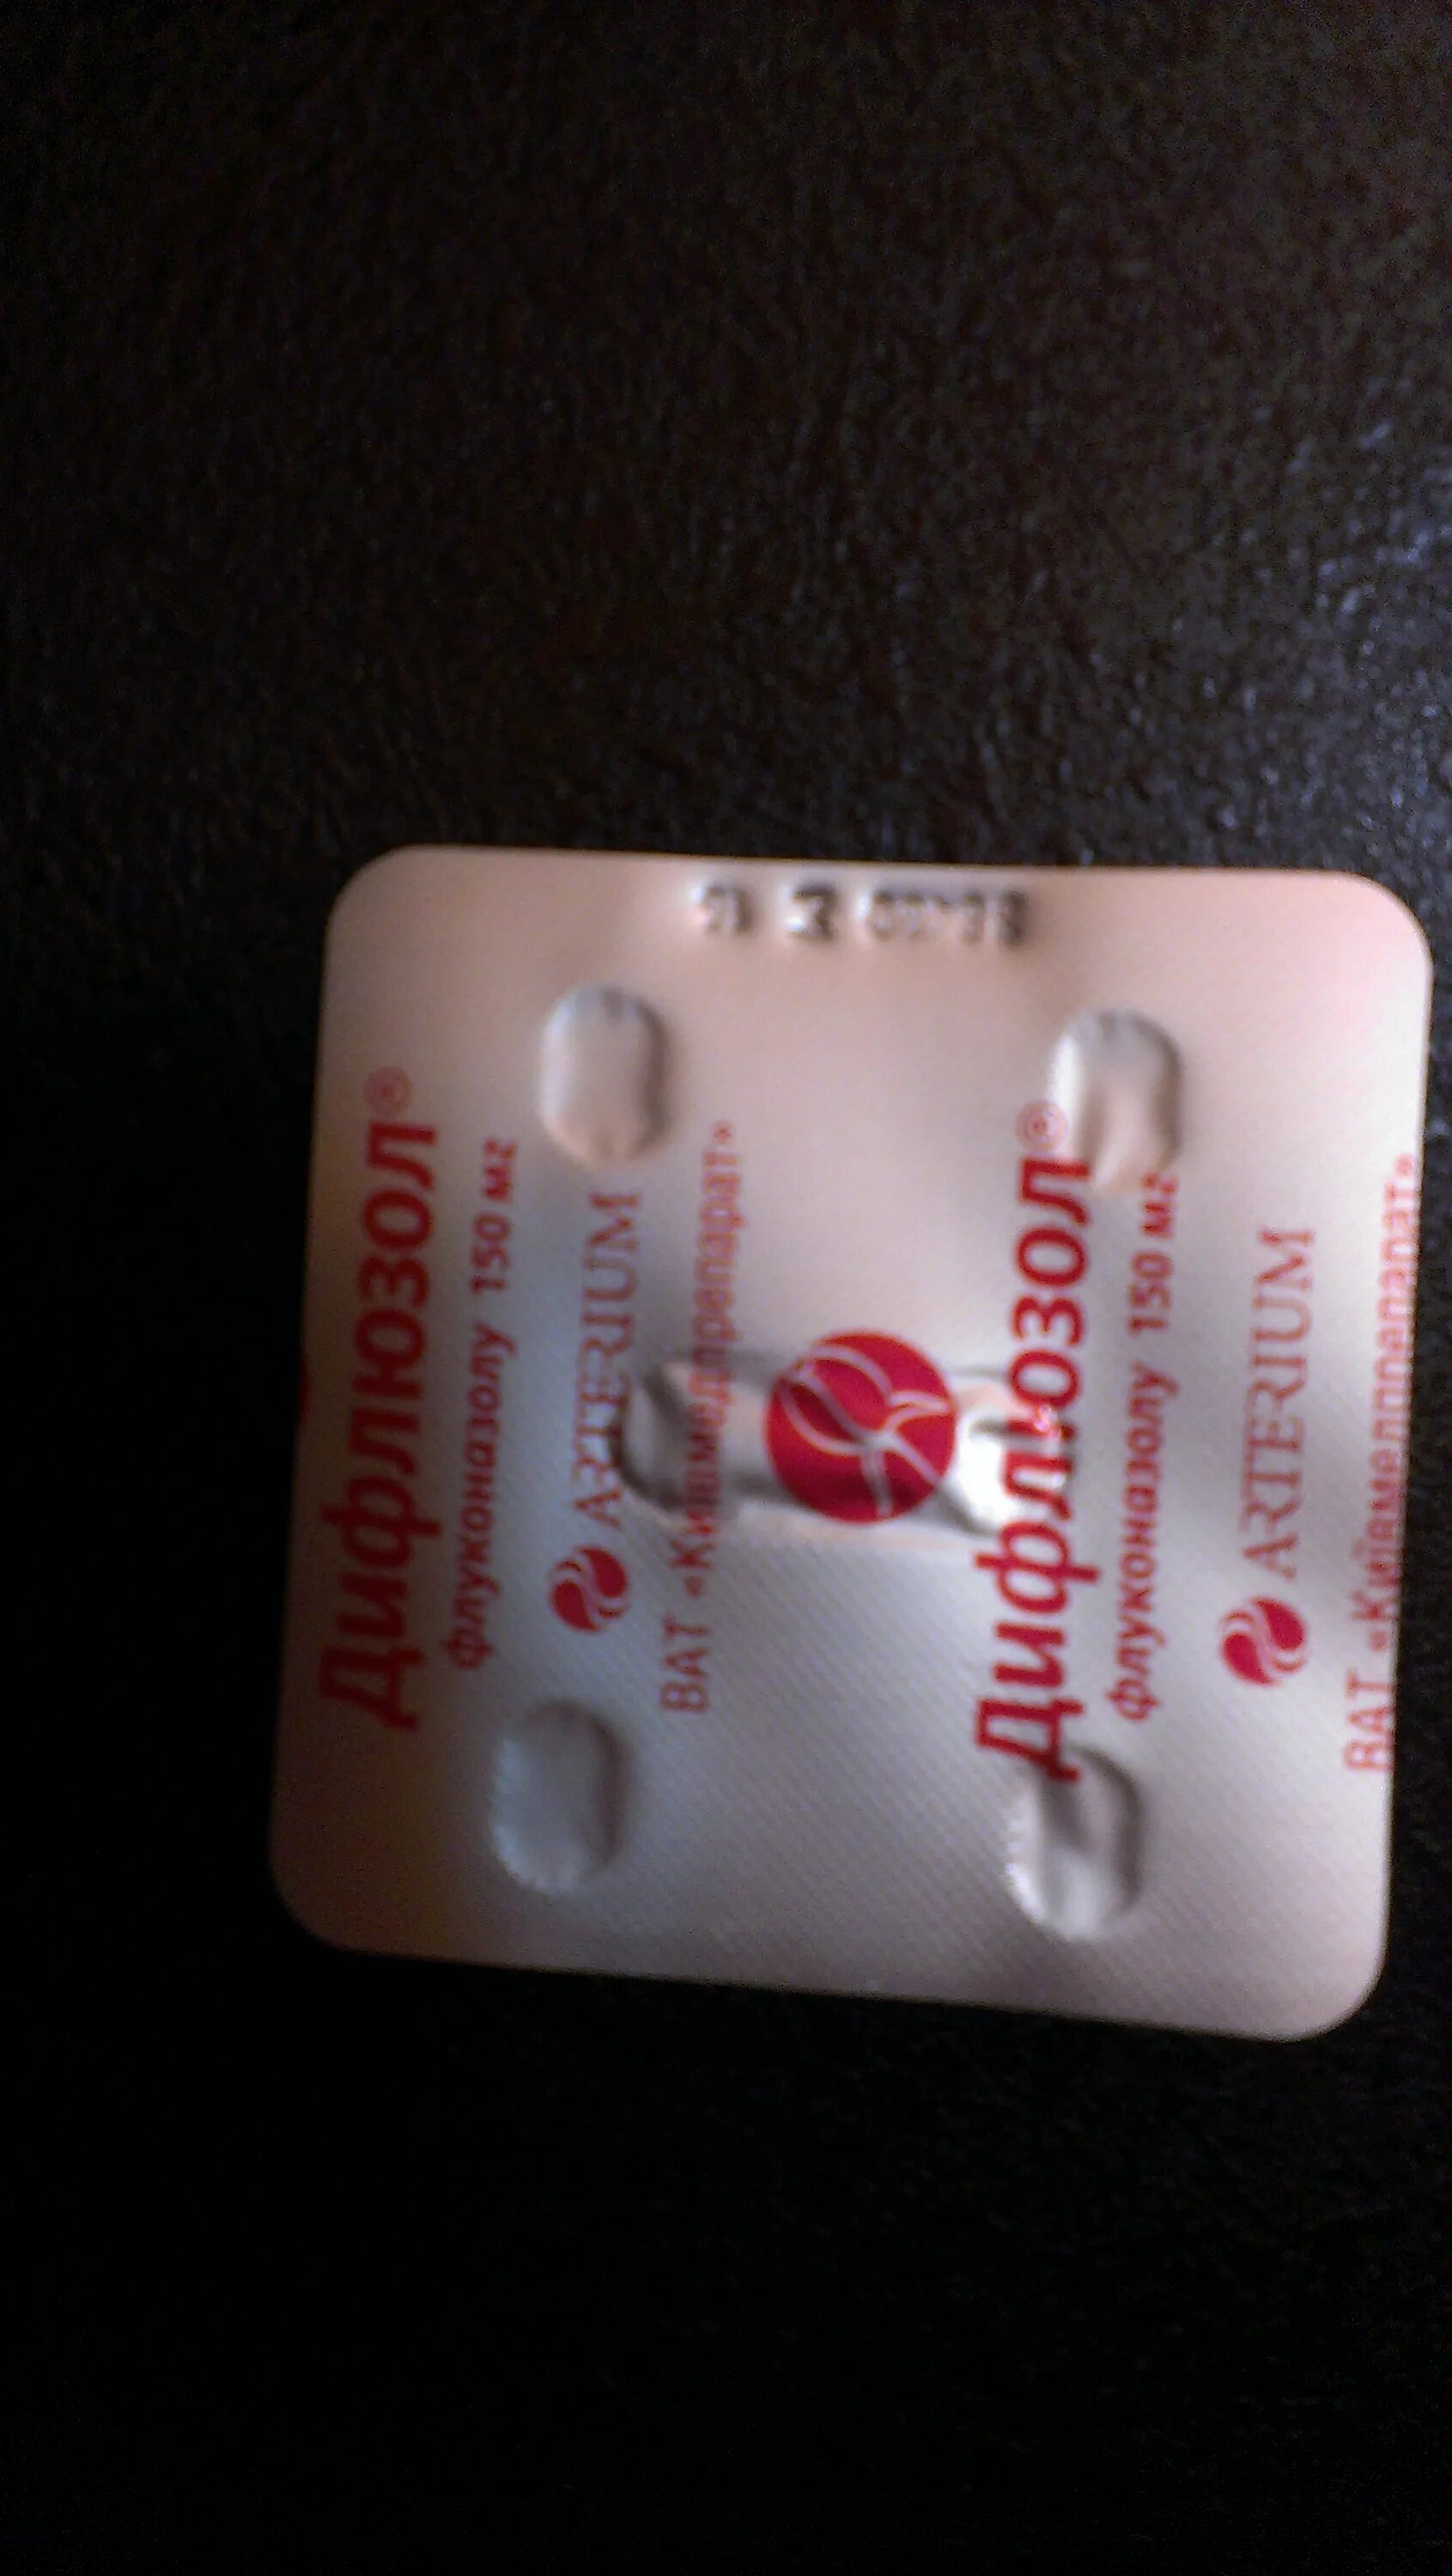 Дифлюзол®
флуконазолу 150 мг
ARTERIUM
ВАТ «Київмедпрепарат»
Дифлюзол®
флуконазолу 150 мг
ARTERIUM
ВАТ «Київмедпрепарат»